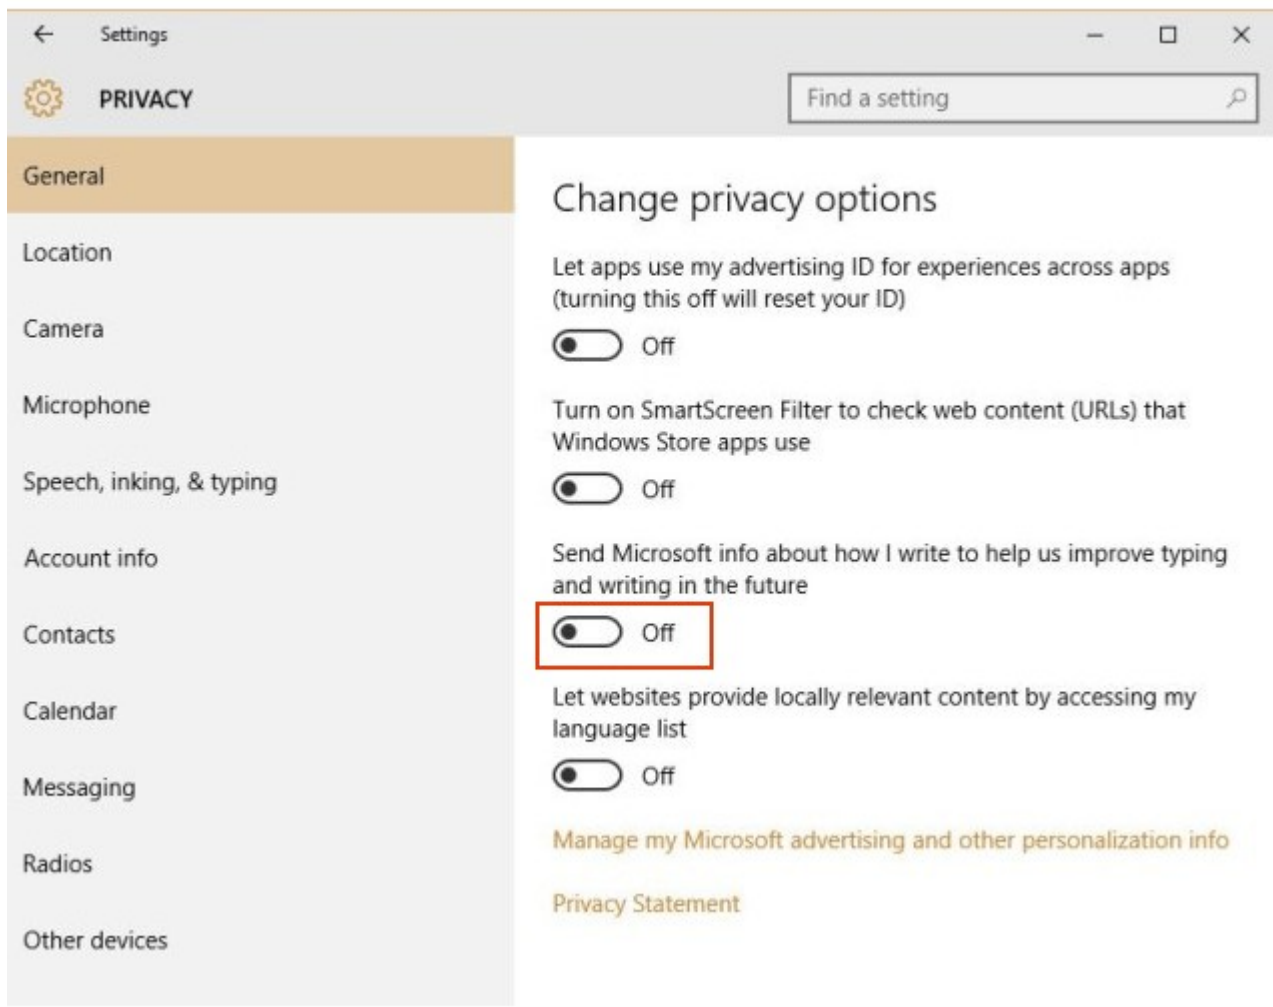 Settings
PRIVACY
Find a setting
General
Location
Camera
Microphone
Speech, inking, & typing
Account info
Contacts
Calendar
Messaging
Radios
Other devices
Change privacy options
Let apps use my advertising ID for experiences across apps
(turning this off will reset your ID)
Off
Turn on SmartScreen Filter to check web content (URLs) that
Windows Store apps use
Off
Send Microsoft info about how I write to help us improve typing
and writing in the future
Off
Let websites provide locally relevant content by accessing my
language list
Off
Manage my Microsoft advertising and other personalization info
Privacy Statement